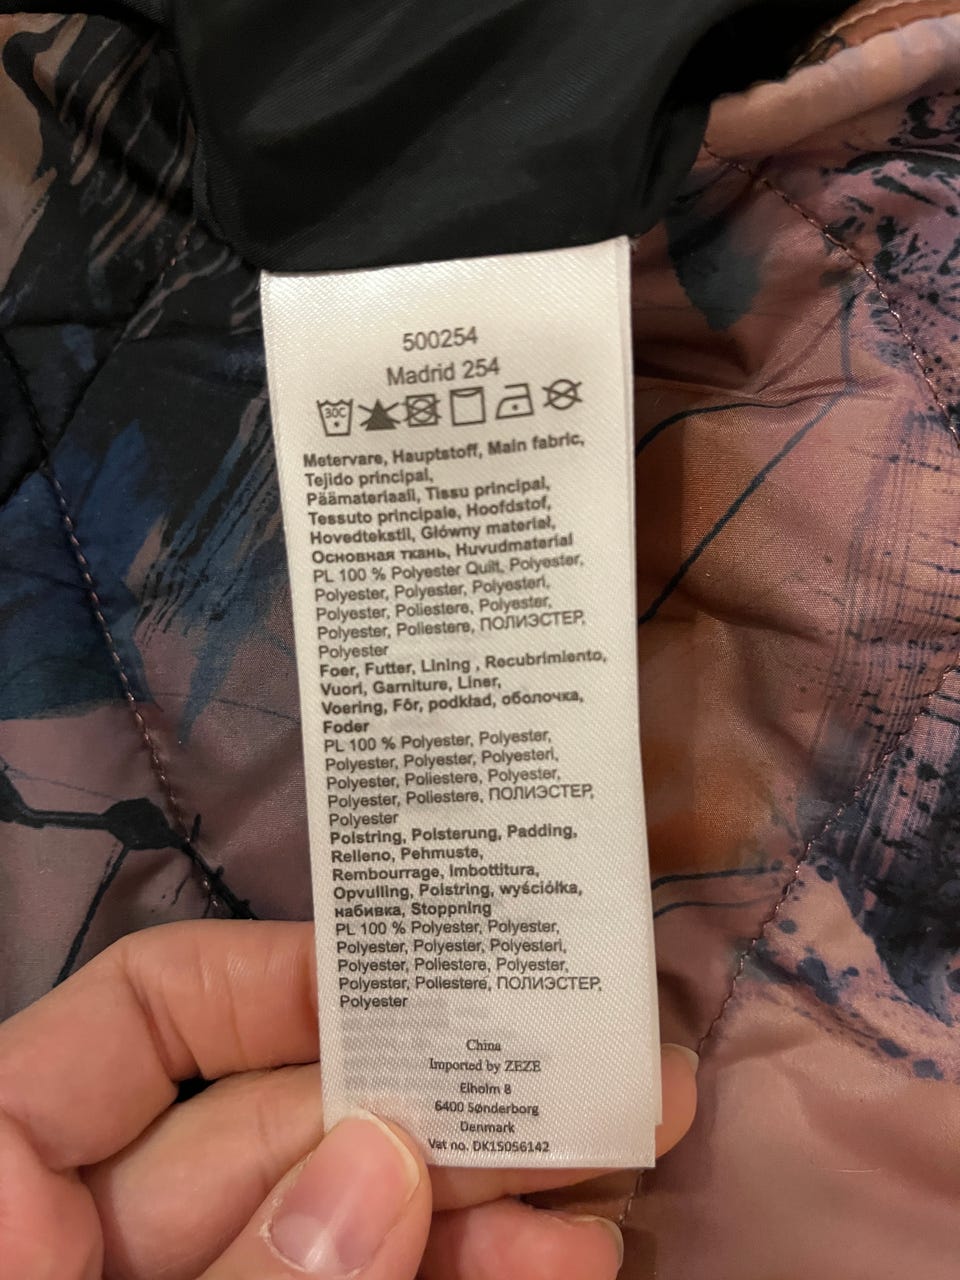 500254
Madrid 254
30C
Metervare, Hauptstoff, Main fabric,
Tejido principal,
Päämateriaali, Tissu principal,
Tessuto principale, Hoofdstof,
Hovedtekstil, Główny materiał,
Основная ткань, Huvudmaterial
PL 100 % Polyester Quilt, Polyester,
Polyester, Polyester, Polyesteri,
Polyester, Poliestere, Polyester,
Polyester, Poliestere, ПОЛИЭСТЕР,
Polyester
Foer, Futter, Lining , Recubrimiento,
Vuori, Garniture, Liner,
Voering, Fôr, podkład, оболочка,
Foder
PL 100 % Polyester, Polyester,
Polyester, Polyester, Polyesteri,
Polyester, Poliestere, Polyester,
Polyester, Poliestere, ПОЛИЭСТЕР,
Polyester
Polstring, Polsterung, Padding,
Relleno, Pehmuste,
Rembourrage, Imbottitura,
Opvulling, Polstring, wyściółka,
набивка, Stoppning
PL 100 % Polyester, Polyester,
Polyester, Polyester, Polyesteri,
Polyester, Poliestere, Polyester,
Polyester, Poliestere, ПОЛИЭСТЕР,
Polyester
China
Imported by ZEZE
Elholm 8
6400 Sønderborg
Denmark
Vat no. DK15056142